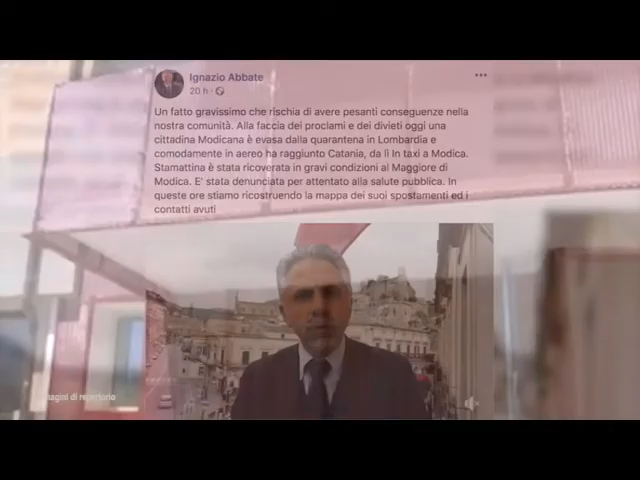 Ignazio Abbate
20 h ·
Un fatto gravissimo che rischia di avere pesanti conseguenze nella
nostra comunità. Alla faccia dei proclami e dei divieti oggi una
cittadina Modicana è evasa dalla quarantena in Lombardia e
comodamente in aereo ha raggiunto Catania, da lì In taxi a Modica.
Stamattina è stata ricoverata in gravi condizioni al Maggiore di
Modica. E' stata denunciata per attentato alla salute pubblica. In
queste ore stiamo ricostruendo la mappa dei suoi spostamenti ed i
contatti avuti
immagini di repertorio